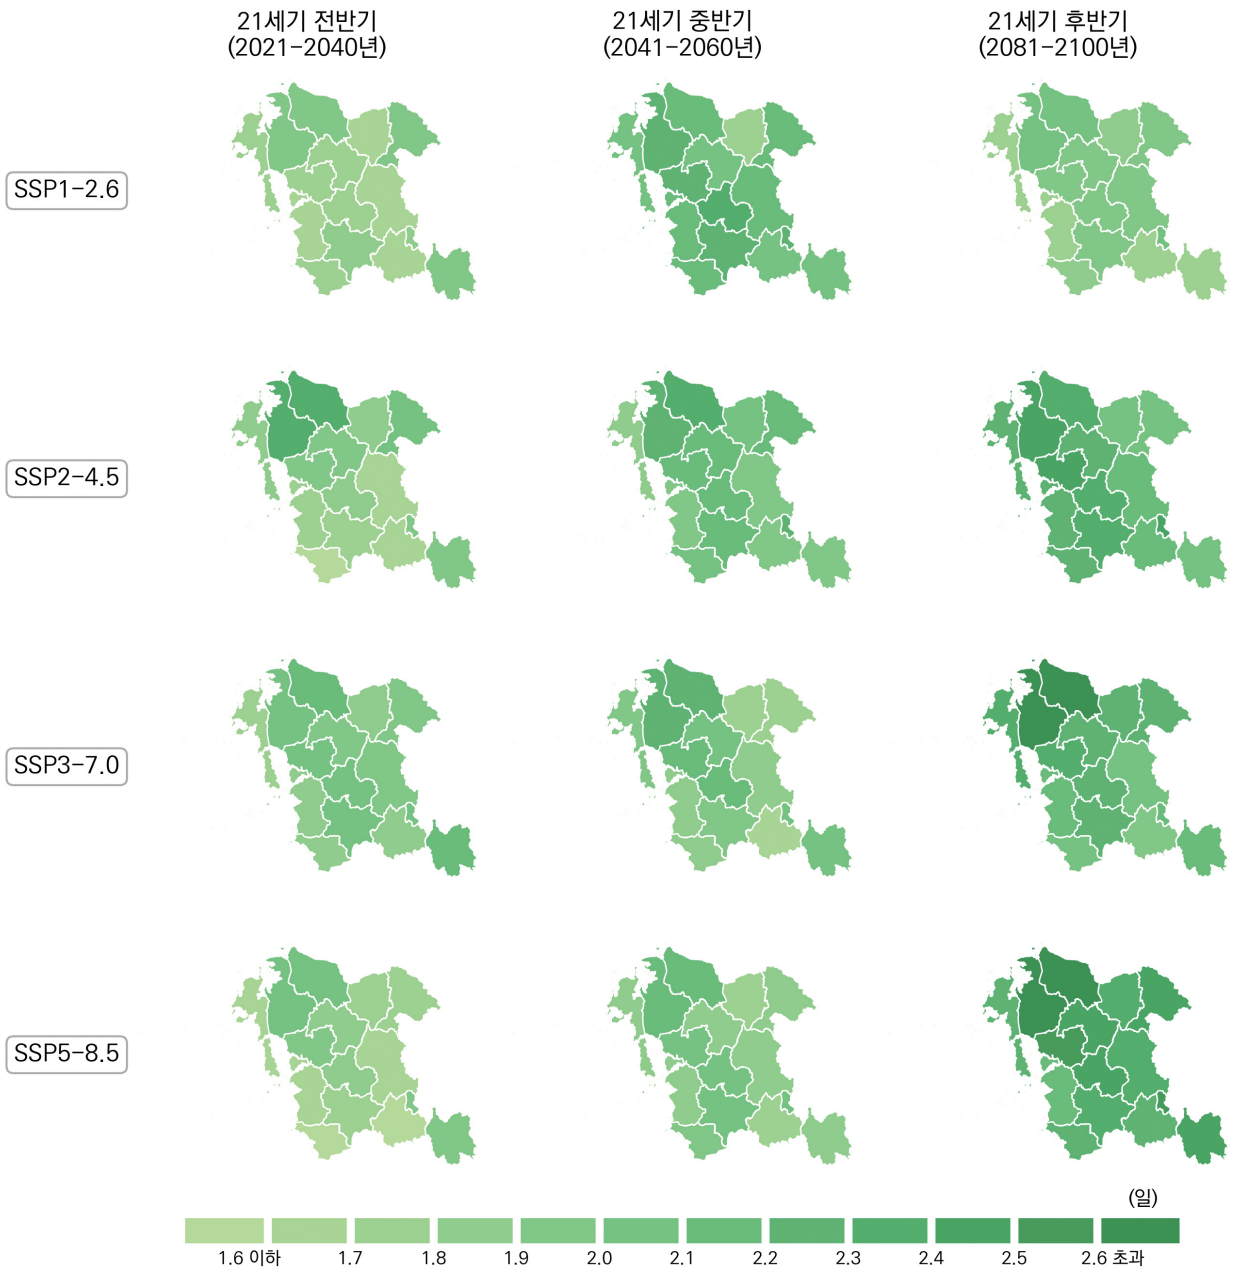 21세기 전반기
(2021-2040년)
21세기 중반기
(2041-2060년)
21세기 후반기
(2081-2100년)
SSP1-2.6
SSP2-4.5
SSP3-7.0
SSP5-8.5
(일)
1.6 이하 1.7 1.8 1.9 2.0 2.1 2.2 2.3 2.4 2.5 2.6 초과